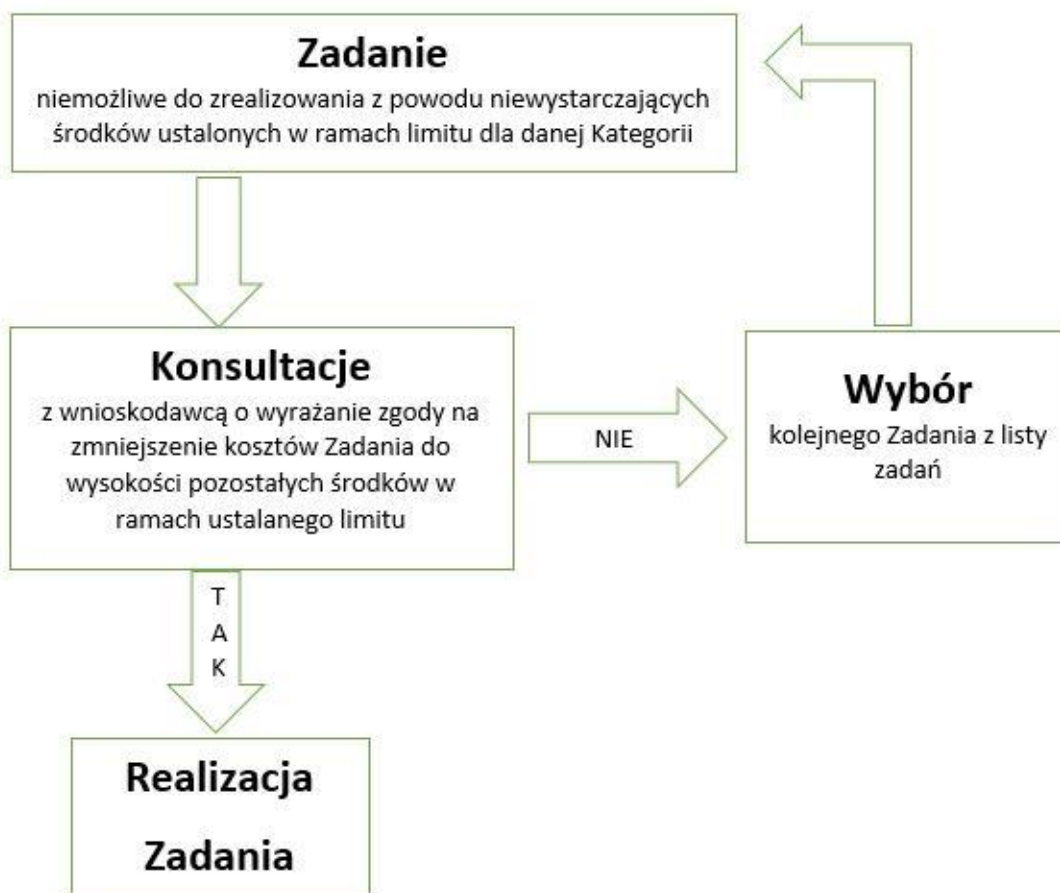 Zadanie
niemożliwe do zrealizowania z powodu niewystarczających
środków ustalonych w ramach limitu dla danej Kategorii
Konsultacje
z wnioskodawcą o wyrażanie zgody na
zmniejszenie kosztów Zadania do
wysokości pozostałych środków w
ramach ustalanego limitu
NIE
Wybór
kolejnego Zadania z listy
zadań
T
A
K
Realizacja
Zadania